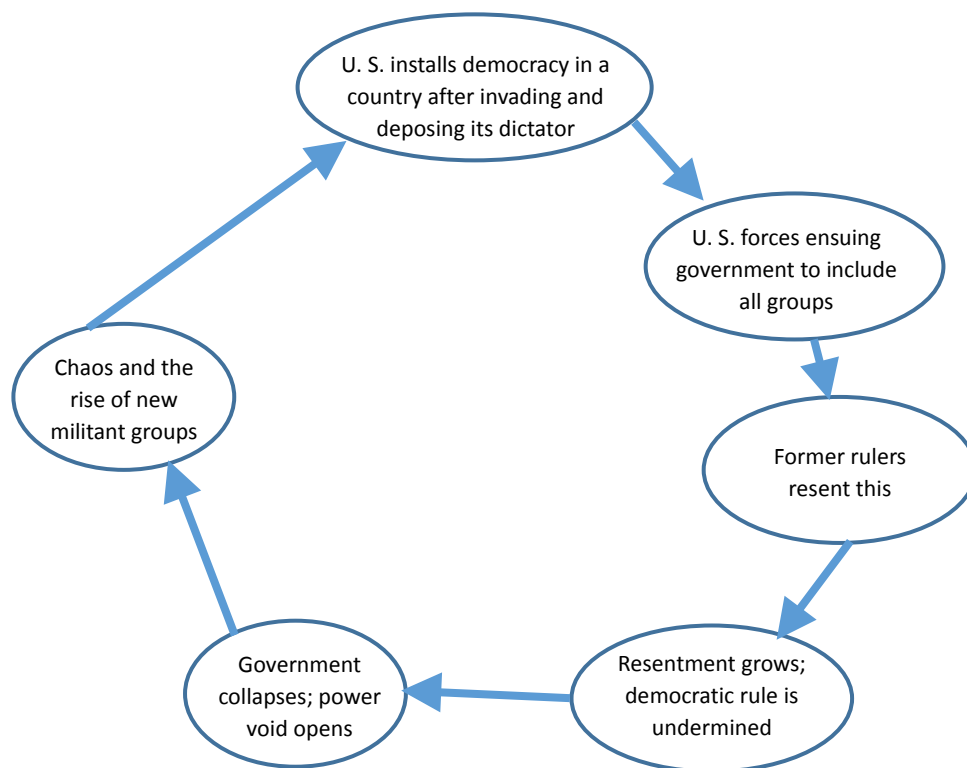 U. S. installs democracy in a
country after invading and
deposing its dictator
U. S. forces ensuing
government to include
all groups
Former rulers
resent this
Resentment grows;
democratic rule is
undermined
Government
collapses; power
void opens
Chaos and the
rise of new
militant groups